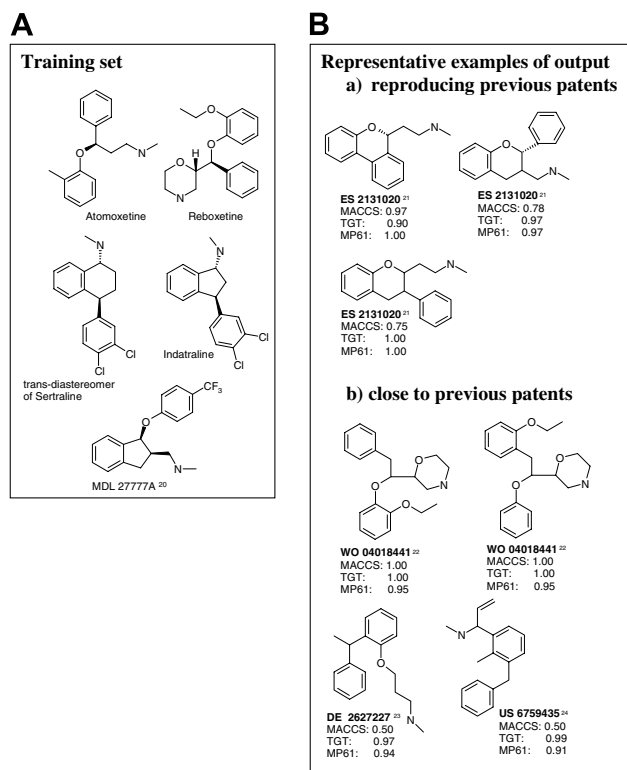 A
Training set
O
N
Atomoxetine
O
O
O
H
N
Reboxetine
N
Cl
Cl
trans-diastereomer
of Sertraline
N
Cl
Cl
Indatraline
CF3
O
N
MDL 27777A 20
B
Representative examples of output
a) reproducing previous patents
O
N
ES 2131020 21
MACCS: 0.97
TGT: 0.90
MP61: 1.00
O
N
ES 2131020 21
MACCS: 0.78
TGT: 0.97
MP61: 0.97
O
N
ES 2131020 21
MACCS: 0.75
TGT: 1.00
MP61: 1.00
b) close to previous patents
O
O
N
O
WO 04018441 22
MACCS: 1.00
TGT: 1.00
MP61: 0.95
O
O
O
N
WO 04018441 22
MACCS: 1.00
TGT: 1.00
MP61: 0.95
O
N
DE 2627227 23
MACCS: 0.50
TGT: 0.97
MP61: 0.94
N
US 6759435 24
MACCS: 0.50
TGT: 0.99
MP61: 0.91